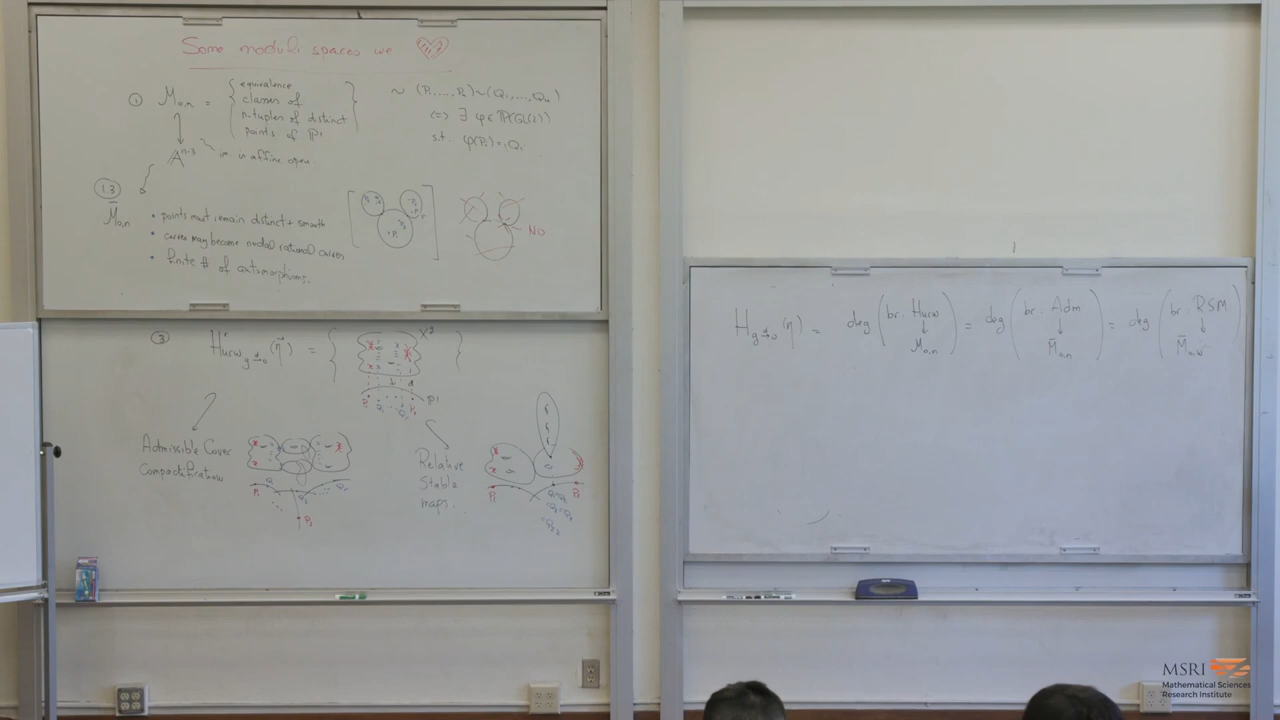 Some moduli spaces we ♡
① M₀,ₙ = { equivalence
classes of
n-tuples of distinct
points of P¹ }
~ (P₁,...,Pₙ) ~ (Q₁,...,Qₙ)
(=) ∃ φ ∈ PGL(2)
s.t. φ(Pᵢ) = Qᵢ
Aⁿ⁻³ in affine open.
1.3
M̄₀,ₙ
• points must remain distinct + smooth
• curves may become nodal rational curves
• finite # of automorphisms.
NO
③ Hurw g→0 (η) = { X
P¹ }
Admissible Cover
Compactification
Relative
Stable
maps.
H g→0 (η) = deg ( br: Hurw ↓ M₀,ₙ ) = deg ( br: Adm ↓ M̄₀,ₙ ) = deg ( br: RSM ↓ M̄₀,w )
MSRI
Mathematical Sciences
Research Institute